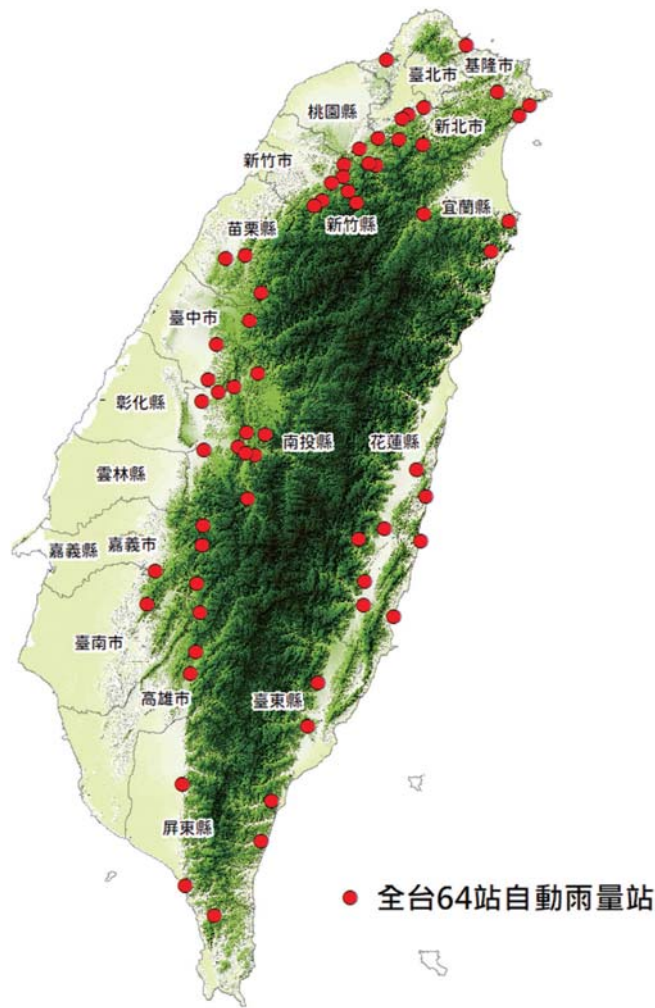 基隆市
臺北市
桃園縣
新北市
新竹市
宜蘭縣
苗栗縣
新竹縣
臺中市
彰化縣
南投縣
花蓮縣
雲林縣
嘉義市
嘉義縣
臺南市
高雄市
臺東縣
屏東縣
全台64站自動雨量站